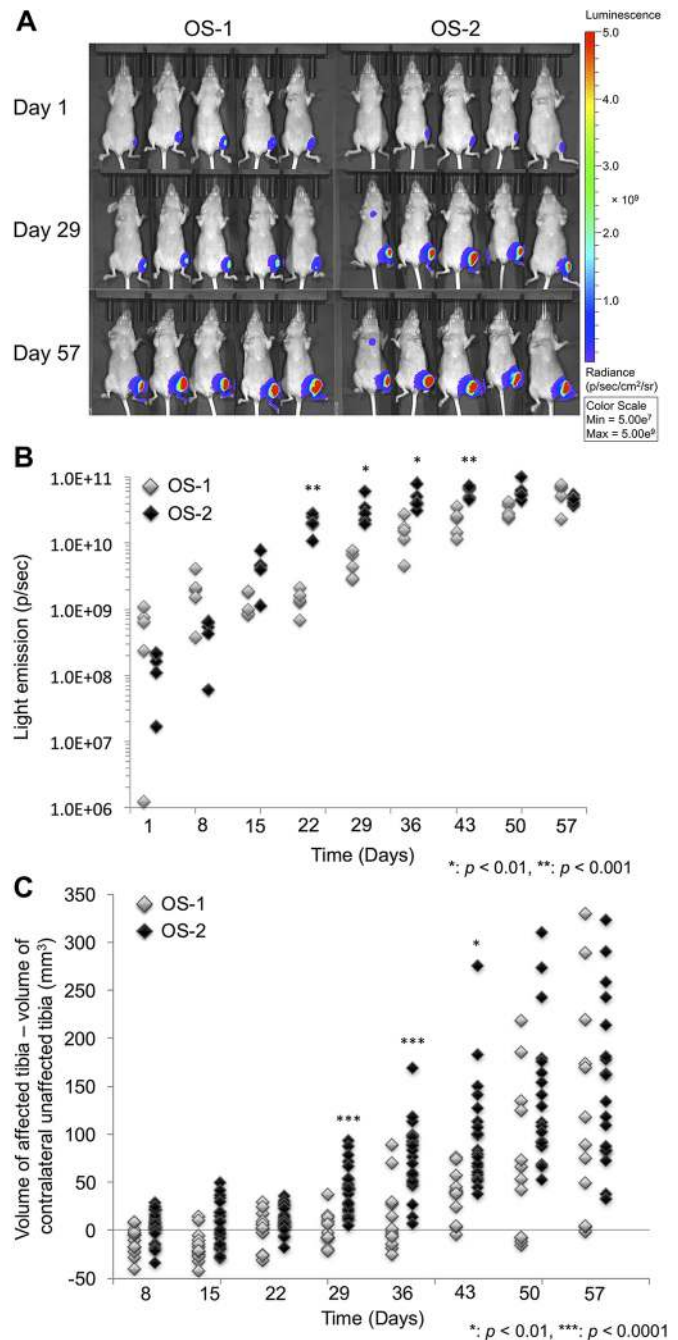 A
OS-1
OS-2
Luminescence
Day 1
Day 29
Day 57
5.0
4.0
3.0
× 10⁹
2.0
1.0
Radiance
(p/sec/cm²/sr)
Color Scale
Min = 5.00e⁷
Max = 5.00e⁹
B
OS-1
OS-2
** * * **
Light emission (p/sec)
1.0E+11
1.0E+10
1.0E+09
1.0E+08
1.0E+07
1.0E+06
1 8 15 22 29 36 43 50 57
Time (Days)
*: p < 0.01, **: p < 0.001
C
OS-1
OS-2
*** *** *
Volume of affected tibia – volume of
contralateral unaffected tibia (mm³)
350
300
250
200
150
100
50
0
-50
8 15 22 29 36 43 50 57
Time (Days)
*: p < 0.01, ***: p < 0.0001